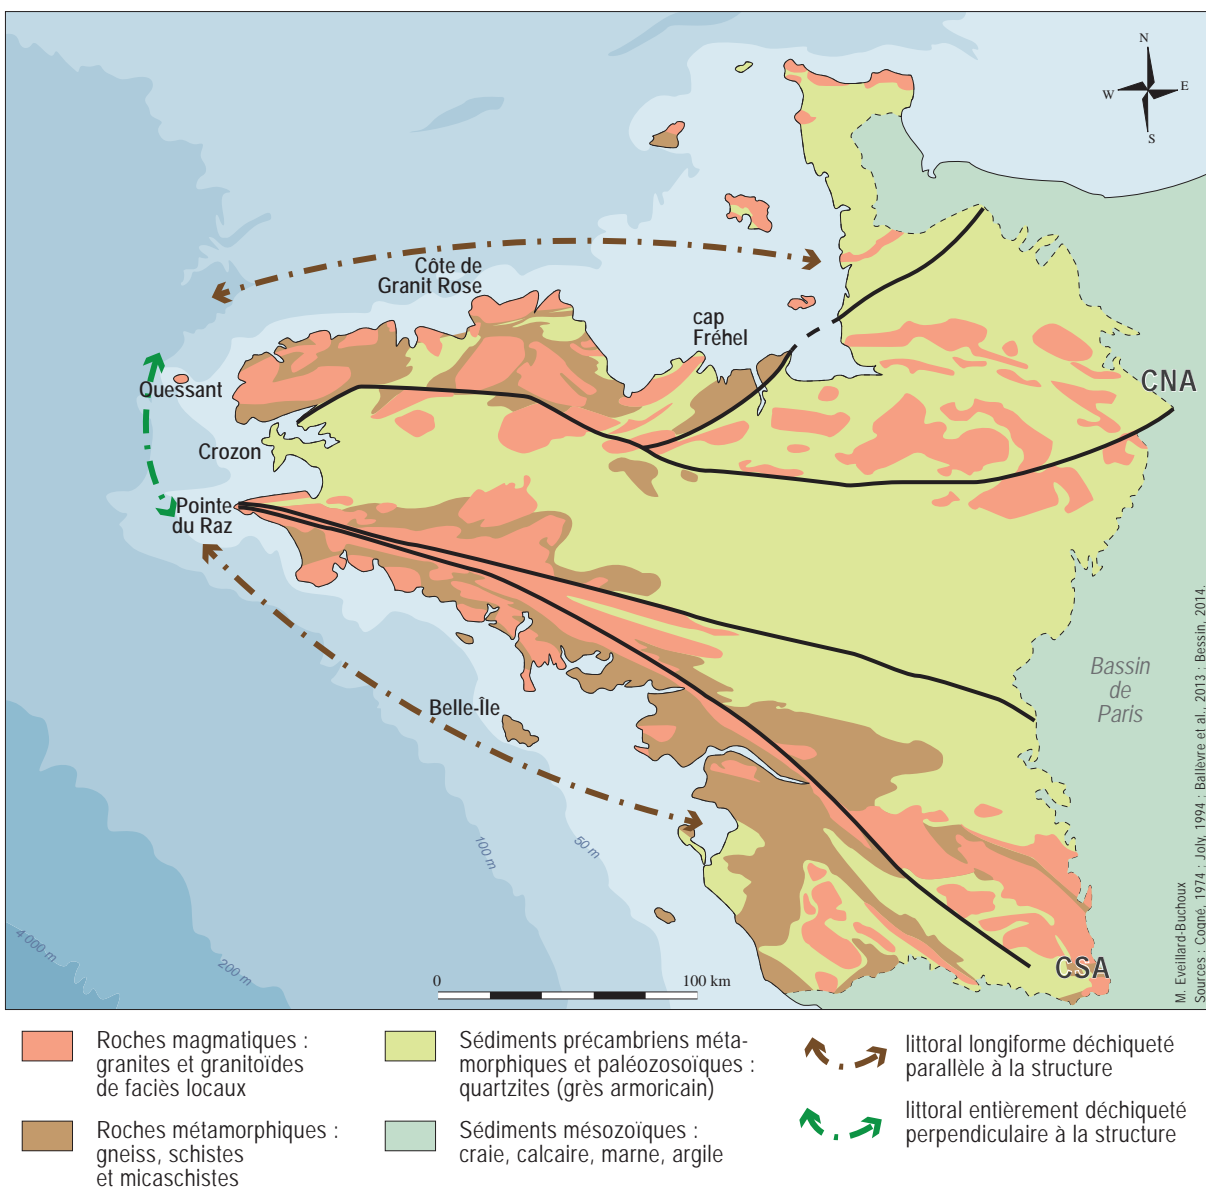 N
W
E
S
Côte de
Granit Rose
cap
Fréhel
CNA
Quessant
Crozon
Pointe
du Raz
Bassin
de
Paris
Belle-Île
100 m
50 m
4 000 m
200 m
CSA
0
100 km
M. Eveillard-Buchoux
Sources : Cogné, 1974 ; Joly, 1994 ; Ballèvre et al., 2013 ; Bessin, 2014.
Roches magmatiques :
granites et granitoïdes
de faciès locaux
Roches métamorphiques :
gneiss, schistes
et micaschistes
Sédiments précambriens méta-
morphiques et paléozosoïques :
quartzites (grès armoricain)
Sédiments mésozoïques :
craie, calcaire, marne, argile
littoral longiforme déchiqueté
parallèle à la structure
littoral entièrement déchiqueté
perpendiculaire à la structure